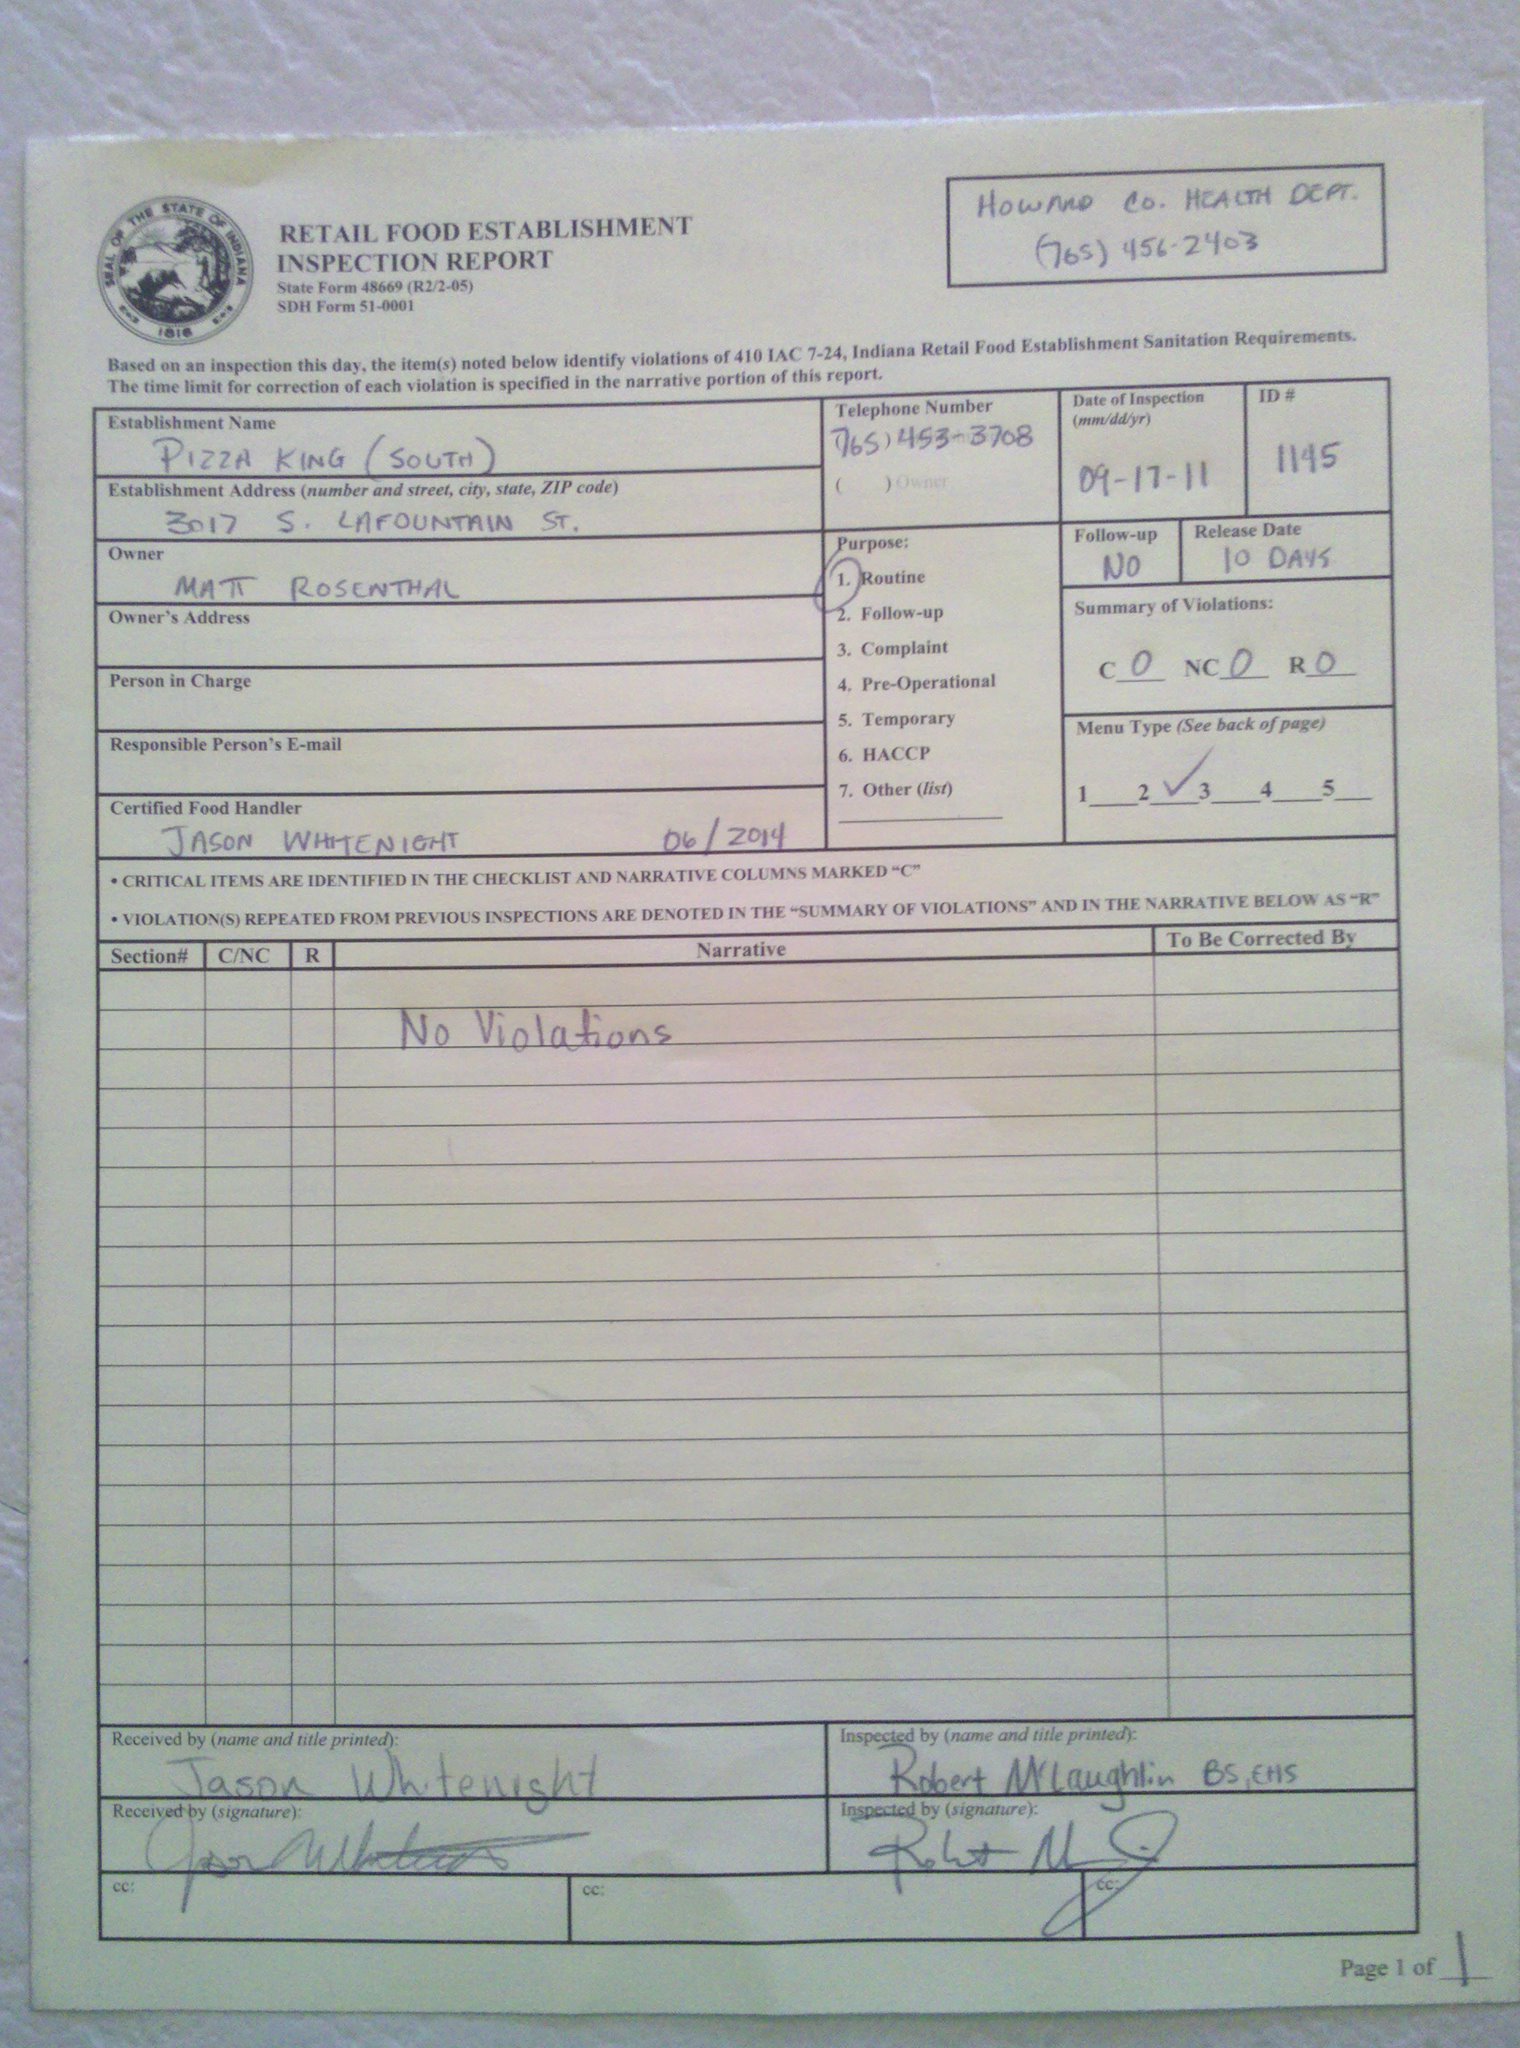 HOWARD CO. HEALTH DEPT.
(765) 456-2403
SEAL OF THE STATE OF INDIANA
1816
RETAIL FOOD ESTABLISHMENT
INSPECTION REPORT
State Form 48669 (R2/2-05)
SDH Form 51-0001
Based on an inspection this day, the item(s) noted below identify violations of 410 IAC 7-24, Indiana Retail Food Establishment Sanitation Requirements.
The time limit for correction of each violation is specified in the narrative portion of this report.
Establishment Name
PIZZA KING (SOUTH)
Telephone Number
(765) 453-3708
( ) Owner
Date of Inspection
(mm/dd/yr)
09-17-11
ID #
1145
Establishment Address (number and street, city, state, ZIP code)
3017 S. LAFOUNTAIN ST.
Owner
MATT ROSENTHAL
Owner's Address
Person in Charge
Responsible Person's E-mail
Certified Food Handler
JASON WHITENIGHT 06/2014
Purpose:
1. Routine
2. Follow-up
3. Complaint
4. Pre-Operational
5. Temporary
6. HACCP
7. Other (list)
Follow-up
NO
Release Date
10 DAYS
Summary of Violations:
C 0 NC 0 R 0
Menu Type (See back of page)
1___2_✓_3___4___5___
• CRITICAL ITEMS ARE IDENTIFIED IN THE CHECKLIST AND NARRATIVE COLUMNS MARKED "C"
• VIOLATION(S) REPEATED FROM PREVIOUS INSPECTIONS ARE DENOTED IN THE "SUMMARY OF VIOLATIONS" AND IN THE NARRATIVE BELOW AS "R"
Section# C/NC R Narrative To Be Corrected By
No Violations
Received by (name and title printed):
Jason Whitenight
Inspected by (name and title printed):
Robert McLaughlin BS, EHS
Received by (signature):
Inspected by (signature):
cc: cc: cc:
Page 1 of 1